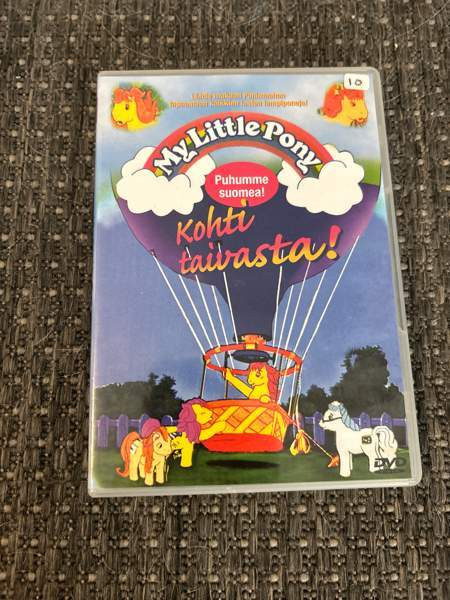 10
My Little Pony
Puhumme
suomea!
Kohti
taivasta!
DVD